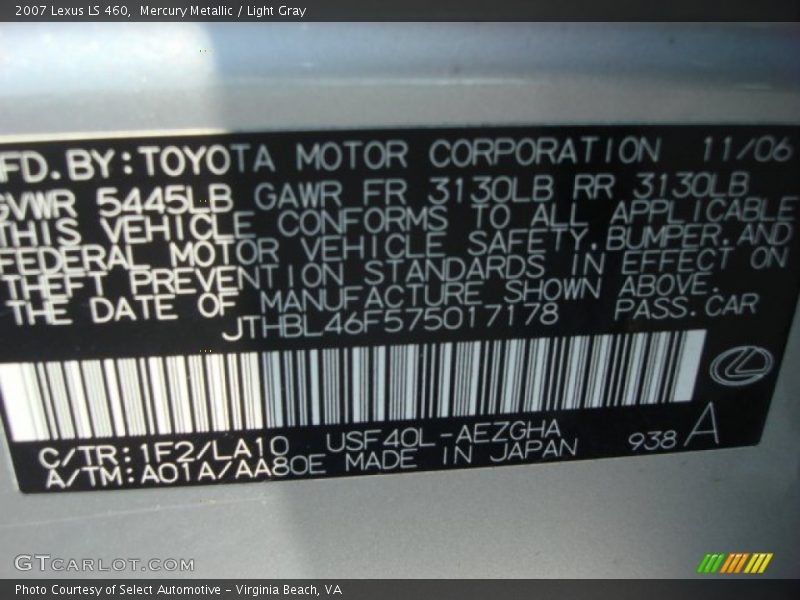 2007 Lexus LS 460, Mercury Metallic / Light Gray
MFD. BY: TOYOTA MOTOR CORPORATION 11/06
GVWR 5445LB GAWR FR 3130LB RR 3130LB
THIS VEHICLE CONFORMS TO ALL APPLICABLE
FEDERAL MOTOR VEHICLE SAFETY, BUMPER, AND
THEFT PREVENTION STANDARDS IN EFFECT ON
THE DATE OF MANUFACTURE SHOWN ABOVE.
JTHBL46F575017178 PASS. CAR
C/TR: 1F2/LA10 USF40L-AEZGHA 938 A
A/TM: A01A/AA80E MADE IN JAPAN
GTcarlot.com
Photo Courtesy of Select Automotive - Virginia Beach, VA